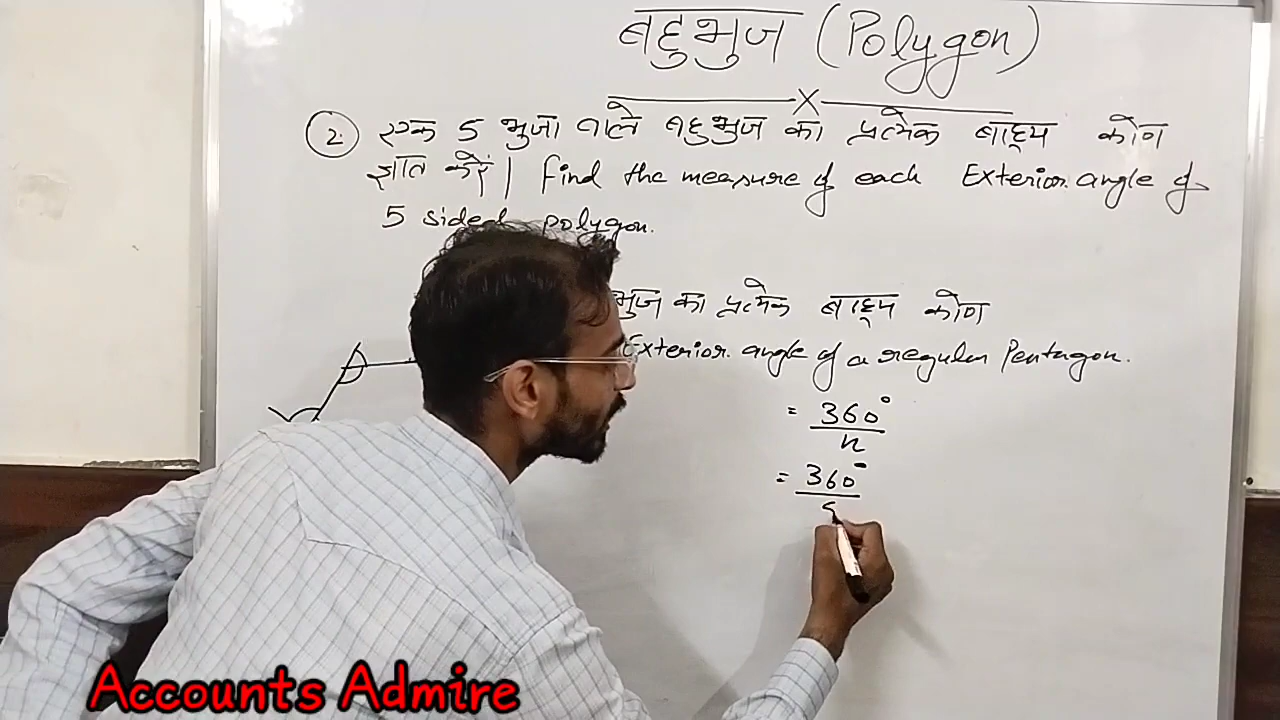 बहुभुज (Polygon)
X
2. एक 5 भुजा वाले बहुभुज का प्रत्येक बाह्य कोण
ज्ञात करें | Find the measure of each Exterior angle of
5 sided polygon.
भुज का प्रत्येक बाह्य कोण
Exterior angle of a regular Pentagon.
= 360°
n
= 360°
5
Accounts Admire